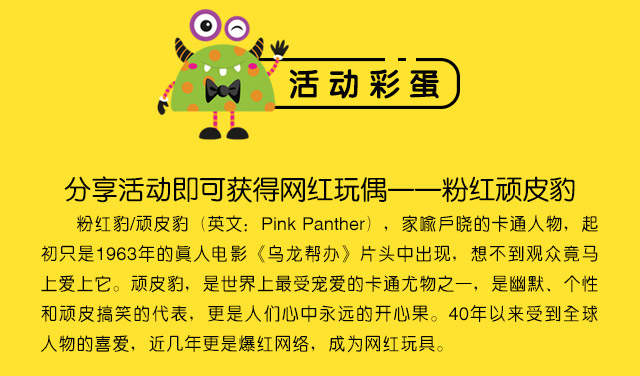 活动彩蛋
分享活动即可获得网红玩偶——粉红顽皮豹
粉红豹/顽皮豹（英文：Pink Panther），家喻戶晓的卡通人物，起
初只是1963年的眞人电影《乌龙帮办》片头中出现，想不到观众竟马
上爱上它。顽皮豹，是世界上最受宠爱的卡通尤物之一，是幽默、个性
和顽皮搞笑的代表，更是人们心中永远的开心果。40年以来受到全球
人物的喜爱，近几年更是爆红网络，成为网红玩具。